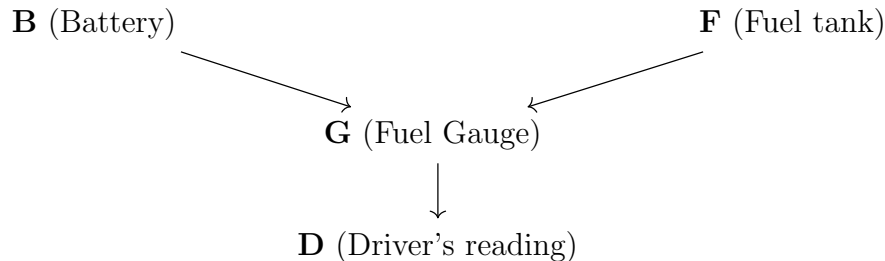 B (Battery) F (Fuel tank)
G (Fuel Gauge)
D (Driver's reading)